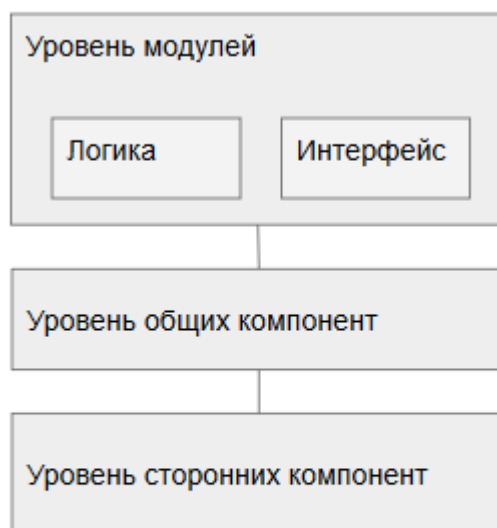 Уровень модулей
Логика
Интерфейс
Уровень общих компонент
Уровень сторонних компонент